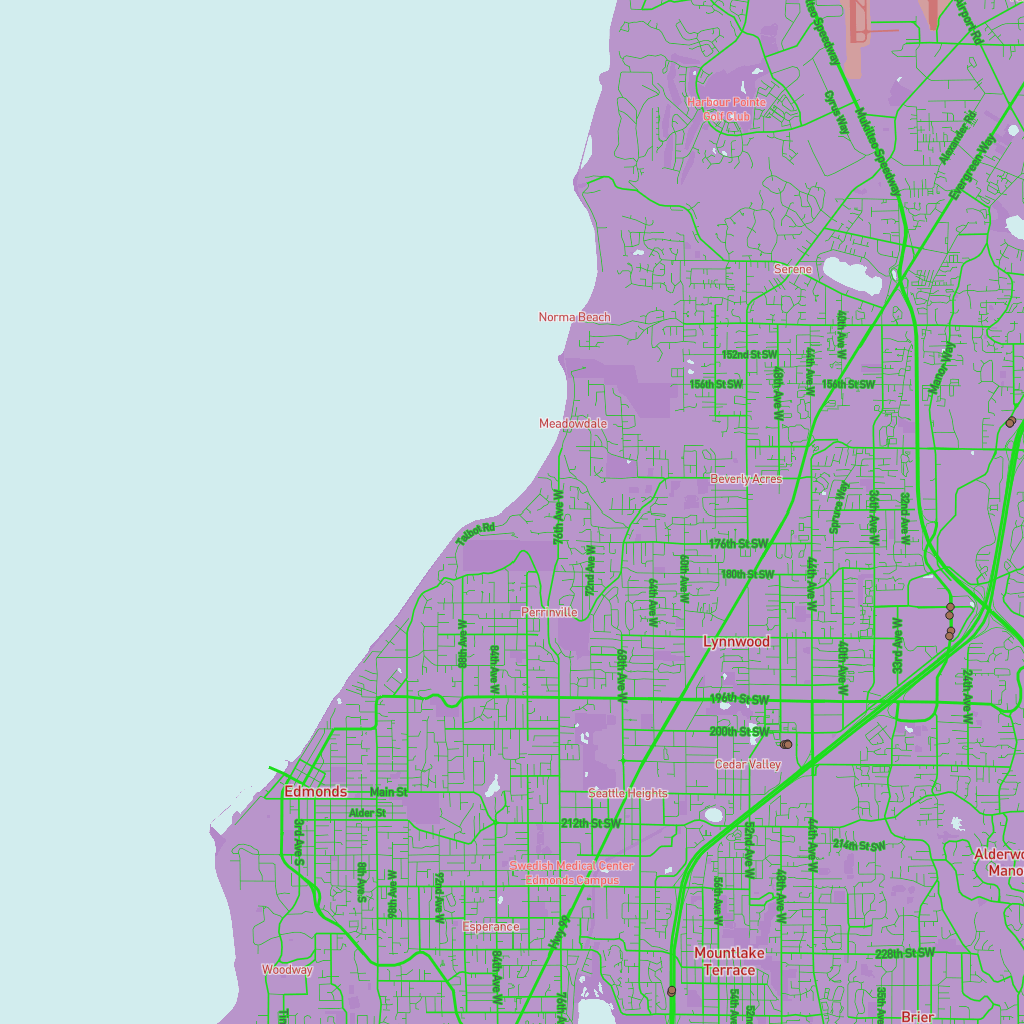 Mukilteo Speedway
Airport Rd
Harbour Pointe
Golf Club
Cyrus Way
Mukilteo Speedway
Alexander Rd
Evergreen Way
Serene
Norma Beach
40th Ave W
152nd St SW
44th Ave W
Manor Way
156th St SW
48th Ave W
156th St SW
Meadowdale
Beverly Acres
76th Ave W
Spruce Way
36th Ave W
32nd Ave W
Talbot Rd
176th St SW
72nd Ave W
60th Ave W
180th St SW
44th Ave W
64th Ave W
Perrinville
88th Ave W
Lynnwood
33rd Ave W
84th Ave W
68th Ave W
40th Ave W
24th Ave W
196th St SW
200th St SW
Cedar Valley
Edmonds
Main St
Seattle Heights
Alder St
212th St SW
3rd Ave S
52nd Ave W
44th Ave W
214th St SW
Alderwo
Mano
Swedish Medical Center
Edmonds Campus
8th Ave S
98th Ave W
92nd Ave W
56th Ave W
48th Ave W
Esperance
Hwy 99
Mountlake
Terrace
228th St SW
Woodway
84th Ave W
76th A
54th
52nd
35th Ave
Brier